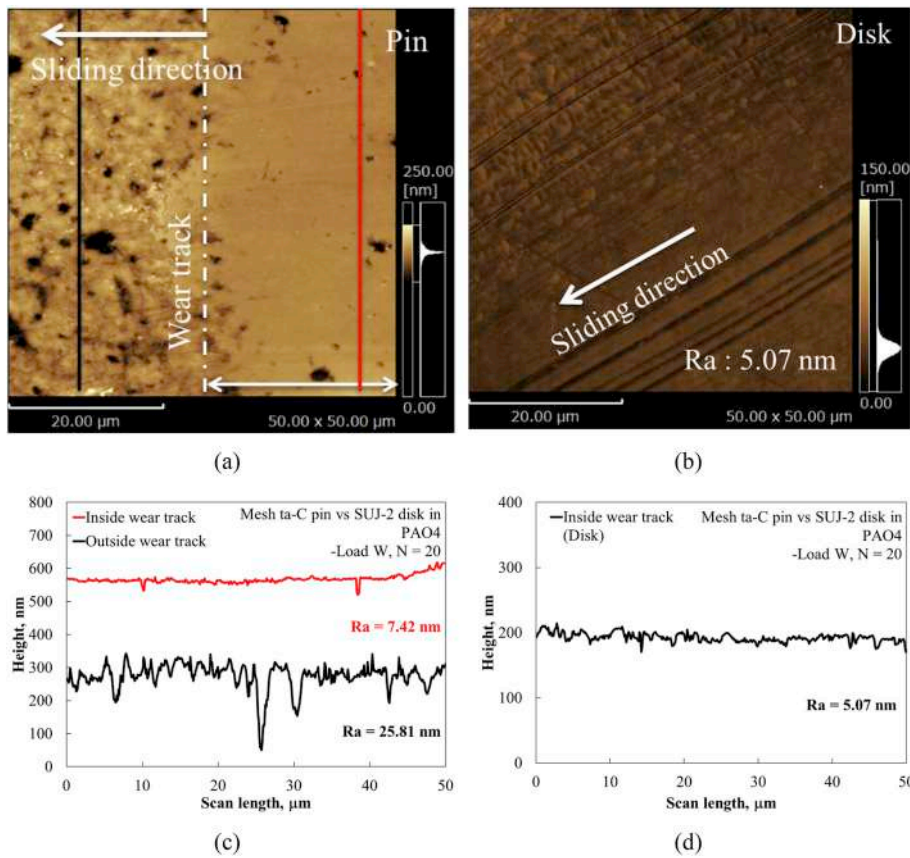 Pin
Sliding direction
Wear track
250.00
[nm]
0.00
20.00 µm
50.00 x 50.00 µm
(a)
Disk
150.00
[nm]
Sliding direction
Ra : 5.07 nm
0.00
20.00 µm
50.00 x 50.00 µm
(b)
800
700
600
500
400
300
200
100
0
Height, nm
Inside wear track
Outside wear track
Mesh ta-C pin vs SUJ-2 disk in
PAO4
-Load W, N = 20
Ra = 7.42 nm
Ra = 25.81 nm
0 10 20 30 40 50
Scan length, µm
(c)
400
300
200
100
0
Height, nm
Inside wear track
(Disk)
Mesh ta-C pin vs SUJ-2 disk in
PAO4
-Load W, N = 20
Ra = 5.07 nm
0 10 20 30 40 50
Scan length, µm
(d)